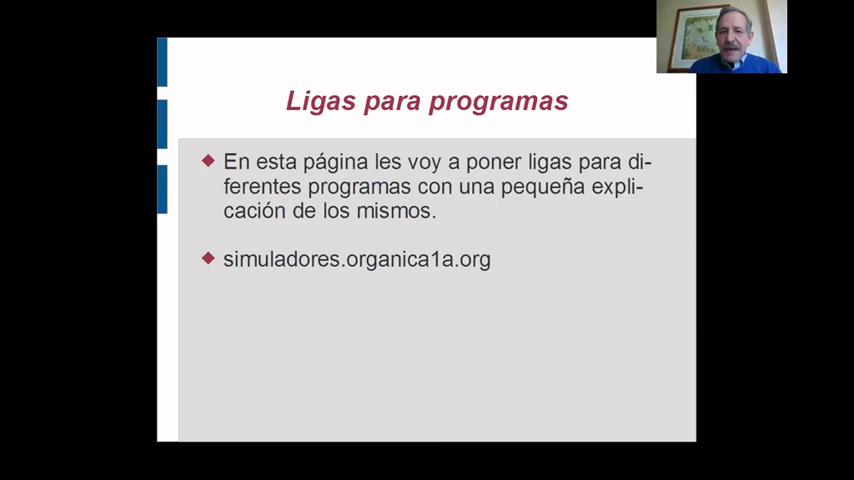 Ligas para programas
En esta página les voy a poner ligas para di-
ferentes programas con una pequeña expli-
cación de los mismos.
simuladores.organica1a.org